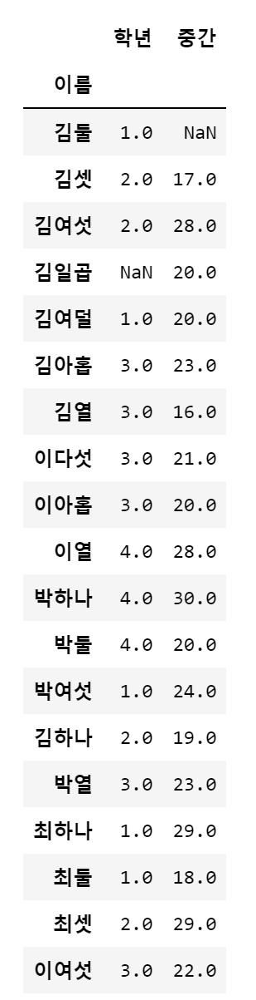 학년 중간
이름
김둘 1.0 NaN
김셋 2.0 17.0
김여섯 2.0 28.0
김일곱 NaN 20.0
김여덜 1.0 20.0
김아홉 3.0 23.0
김열 3.0 16.0
이다섯 3.0 21.0
이아홉 3.0 20.0
이열 4.0 28.0
박하나 4.0 30.0
박둘 4.0 20.0
박여섯 1.0 24.0
김하나 2.0 19.0
박열 3.0 23.0
최하나 1.0 29.0
최둘 1.0 18.0
최셋 2.0 29.0
이여섯 3.0 22.0